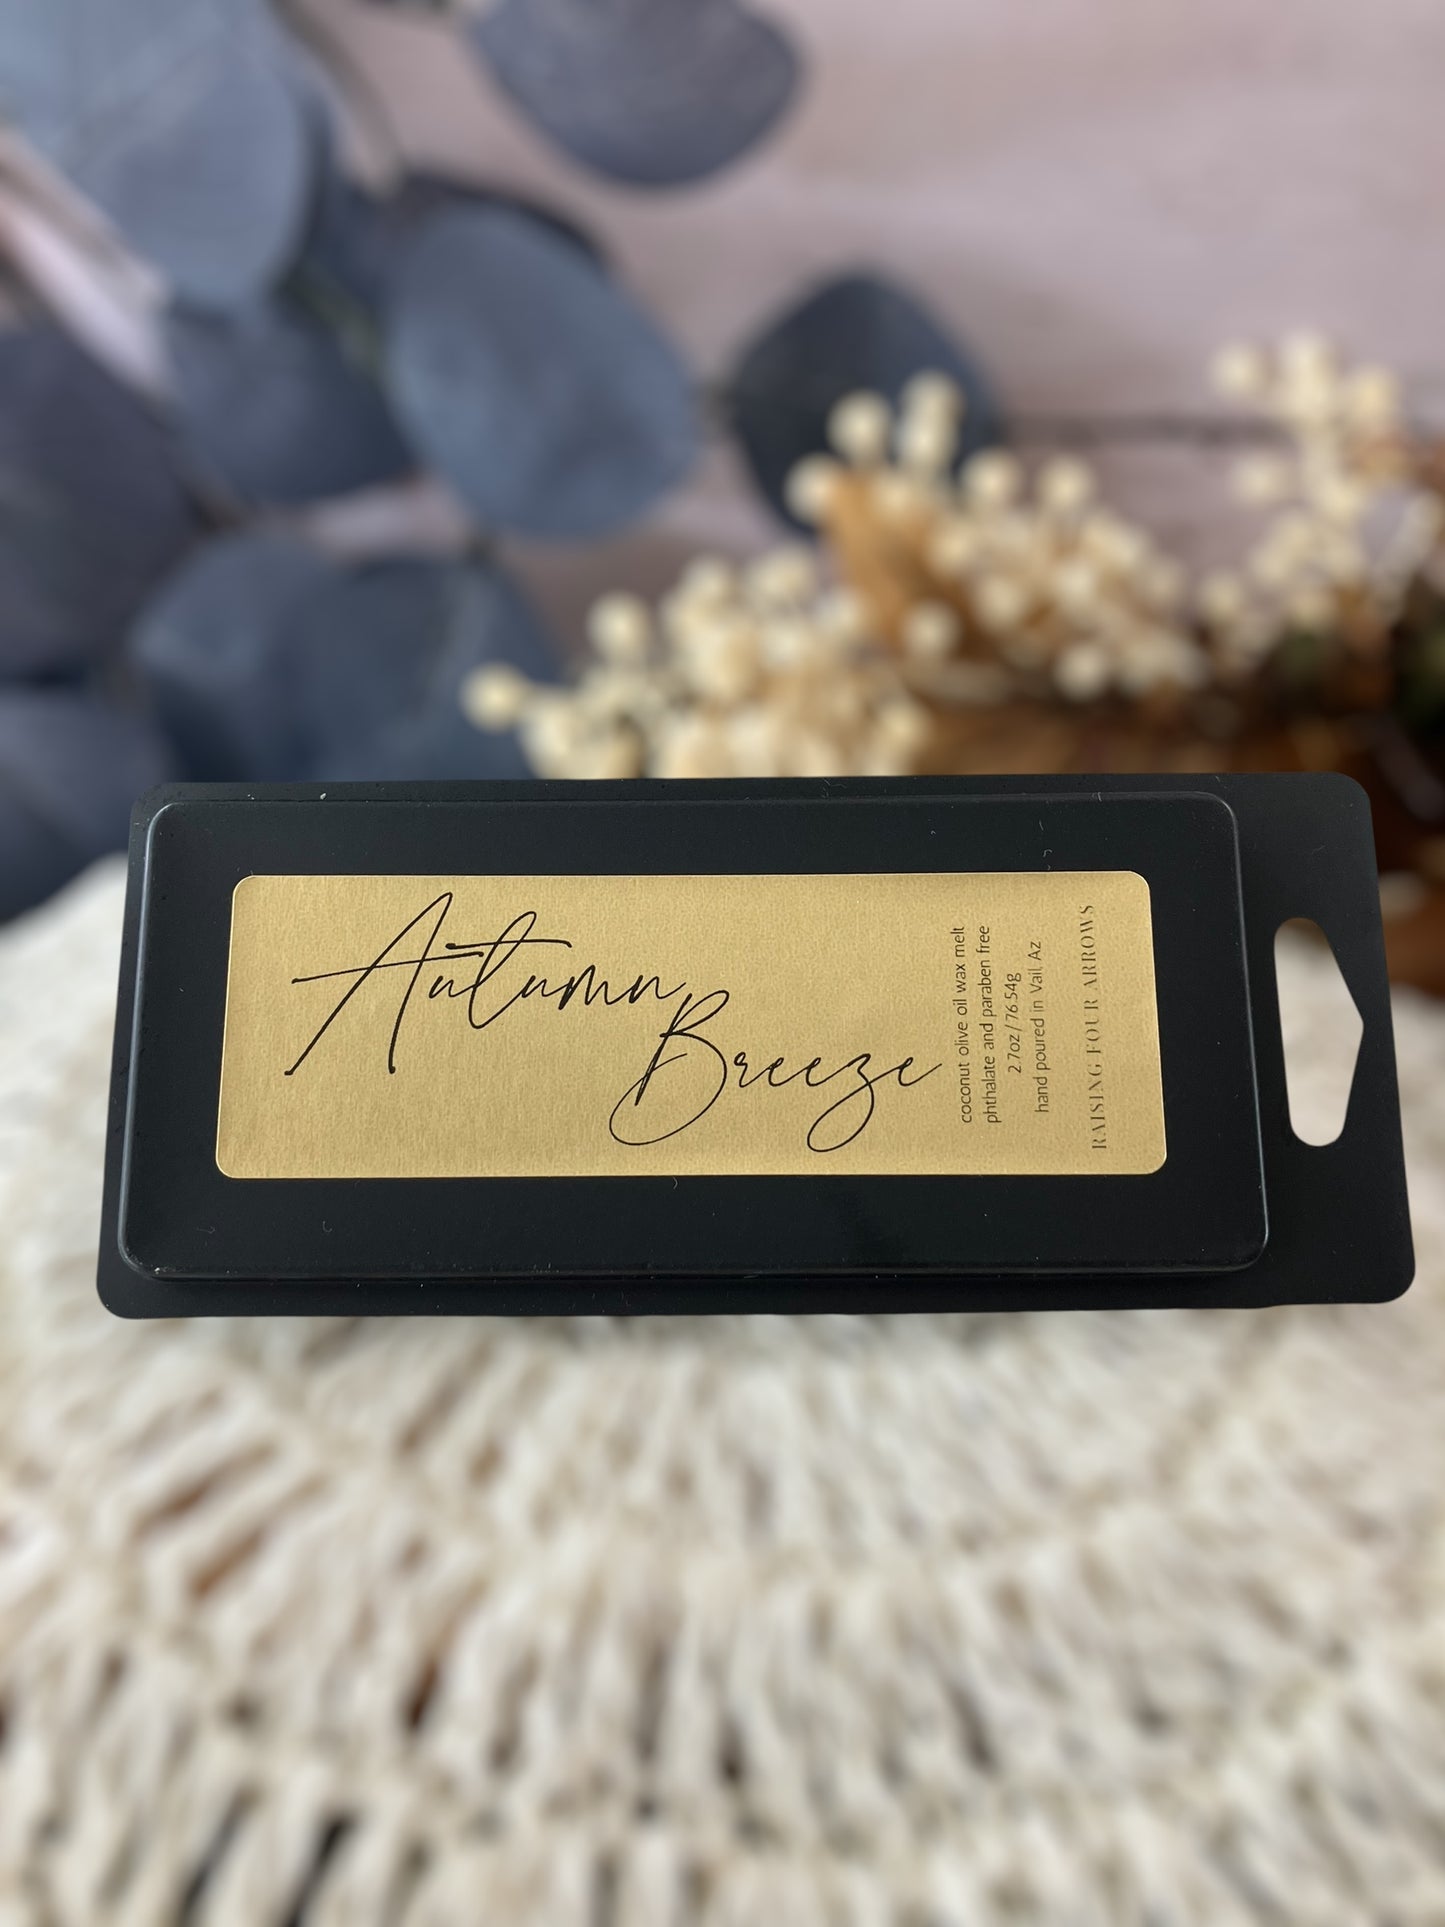 Autumn
Breeze
coconut olive oil wax melt
phthalate and paraben free
2.7oz/76.54g
hand poured in Vail, Az
RAISING FOUR ARROWS